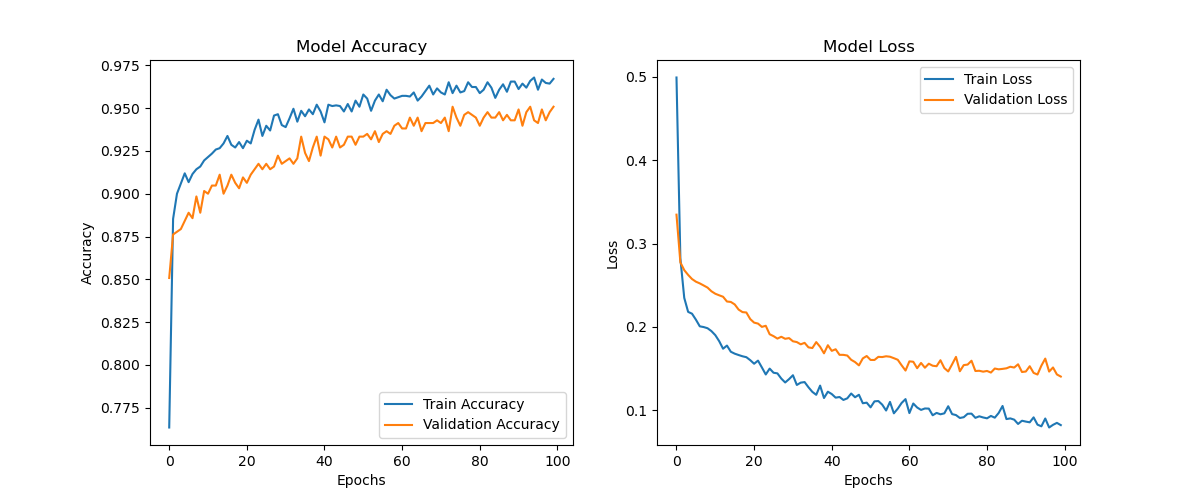 Model Accuracy
Accuracy
0.975
0.950
0.925
0.900
0.875
0.850
0.825
0.800
0.775
Train Accuracy
Validation Accuracy
0 20 40 60 80 100
Epochs
Model Loss
Loss
0.5
0.4
0.3
0.2
0.1
Train Loss
Validation Loss
0 20 40 60 80 100
Epochs